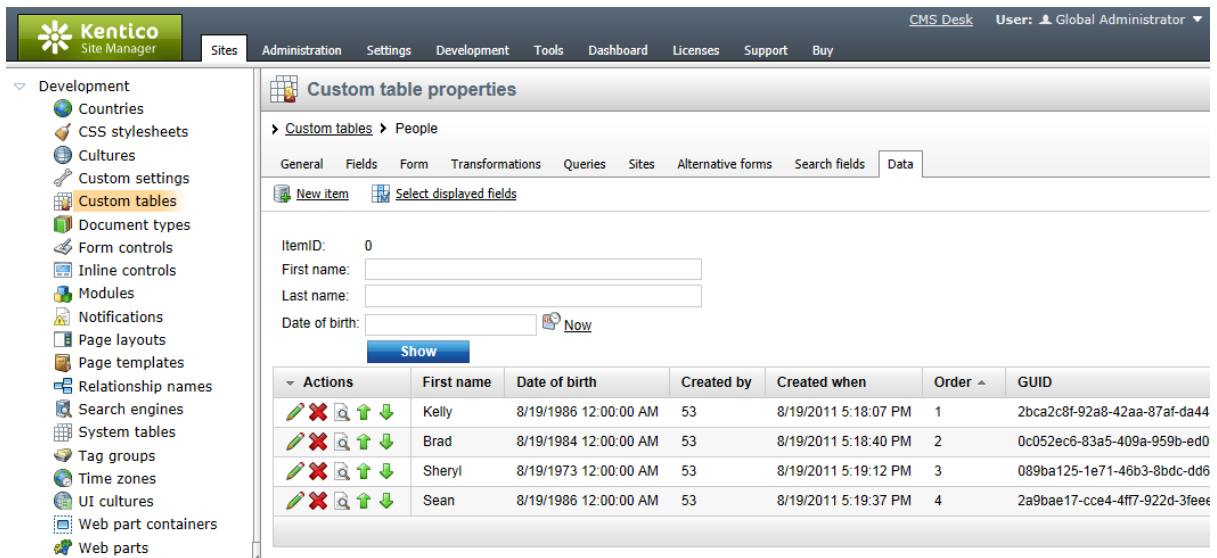 CMS Desk User: Global Administrator
Kentico
Site Manager
Sites Administration Settings Development Tools Dashboard Licenses Support Buy
Development
Countries
CSS stylesheets
Cultures
Custom settings
Custom tables
Document types
Form controls
Inline controls
Modules
Notifications
Page layouts
Page templates
Relationship names
Search engines
System tables
Tag groups
Time zones
UI cultures
Web part containers
Web parts
Custom table properties
Custom tables People
General Fields Form Transformations Queries Sites Alternative forms Search fields Data
New item Select displayed fields
ItemID: 0
First name:
Last name:
Date of birth: Now
Show
Actions First name Date of birth Created by Created when Order GUID
Kelly 8/19/1986 12:00:00 AM 53 8/19/2011 5:18:07 PM 1 2bca2c8f-92a8-42aa-87af-da44
Brad 8/19/1984 12:00:00 AM 53 8/19/2011 5:18:40 PM 2 0c052ec6-83a5-409a-959b-ed0
Sheryl 8/19/1973 12:00:00 AM 53 8/19/2011 5:19:12 PM 3 089ba125-1e71-46b3-8bdc-dd6
Sean 8/19/1986 12:00:00 AM 53 8/19/2011 5:19:37 PM 4 2a9bae17-cce4-4ff7-922d-3feee